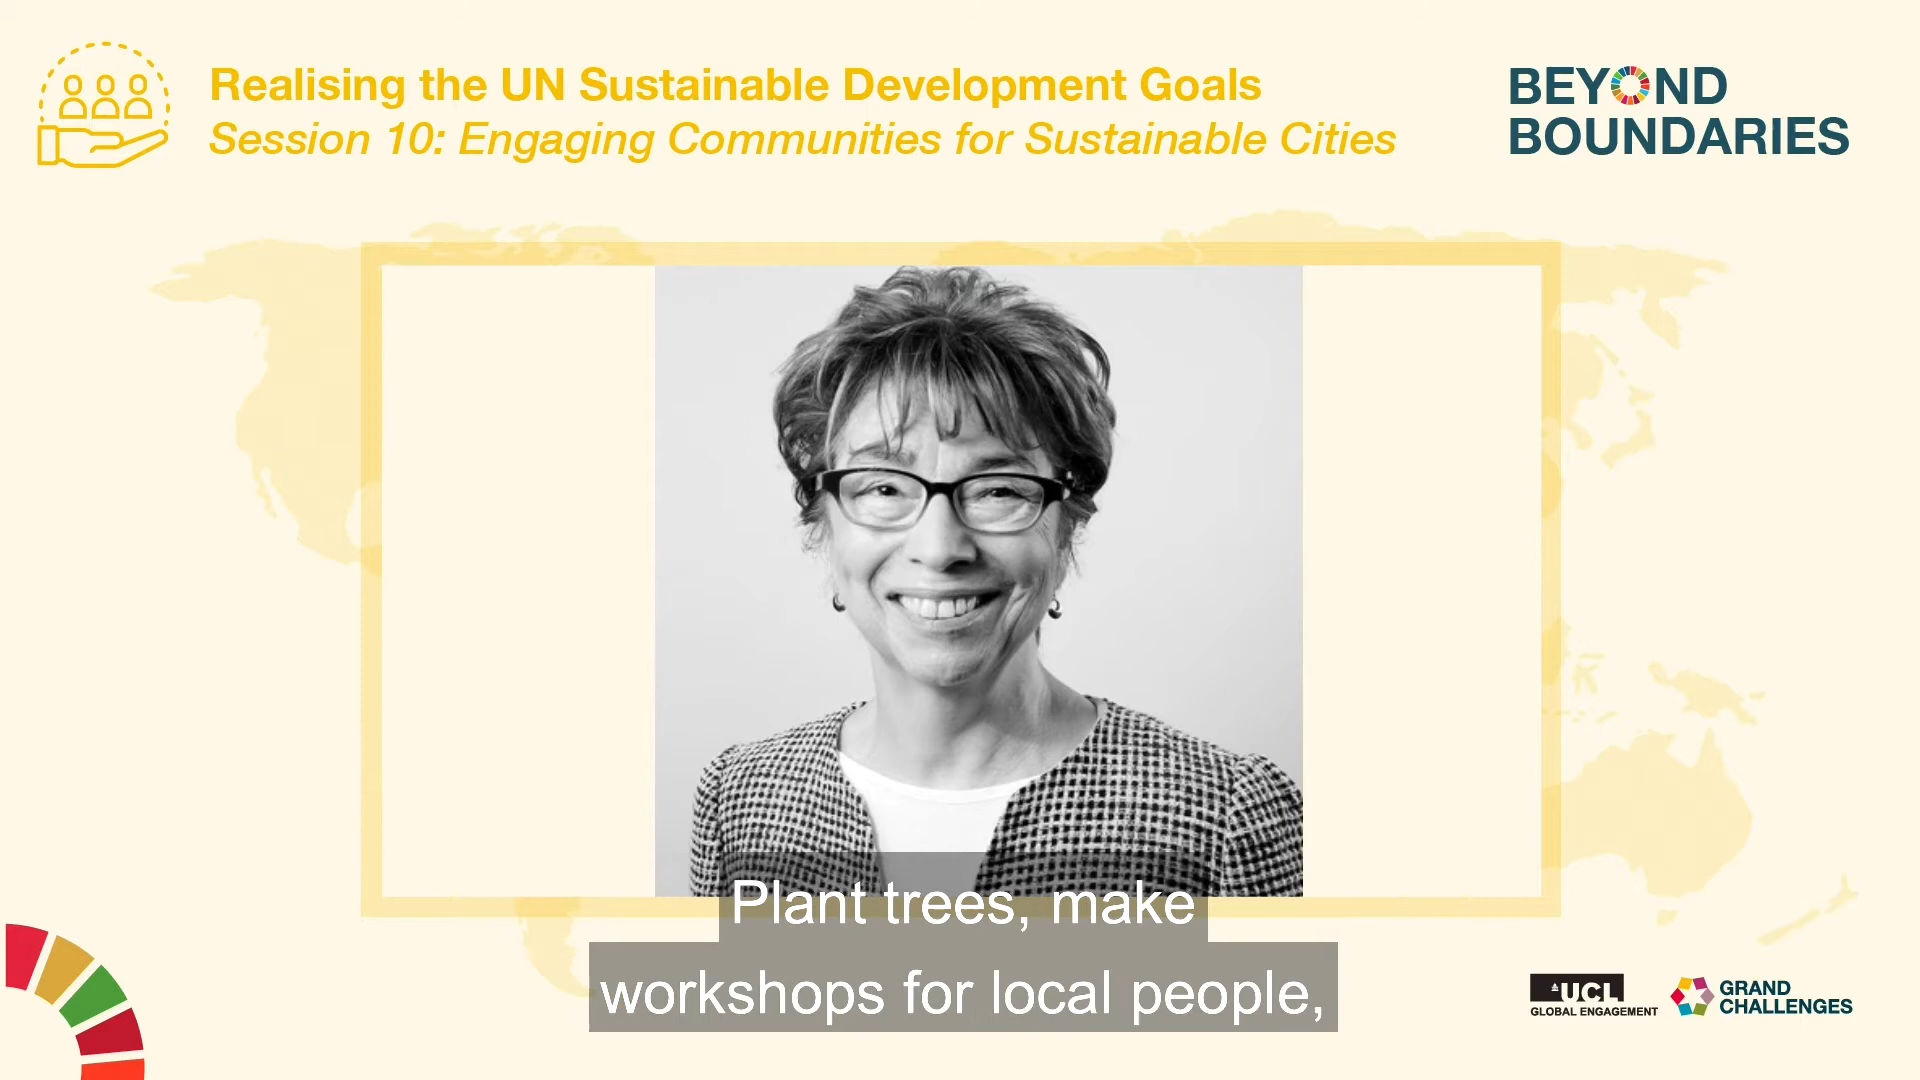 Realising the UN Sustainable Development Goals
Session 10: Engaging Communities for Sustainable Cities
BEYOND
BOUNDARIES
Plant trees, make
workshops for local people,
UCL
GLOBAL ENGAGEMENT
GRAND
CHALLENGES